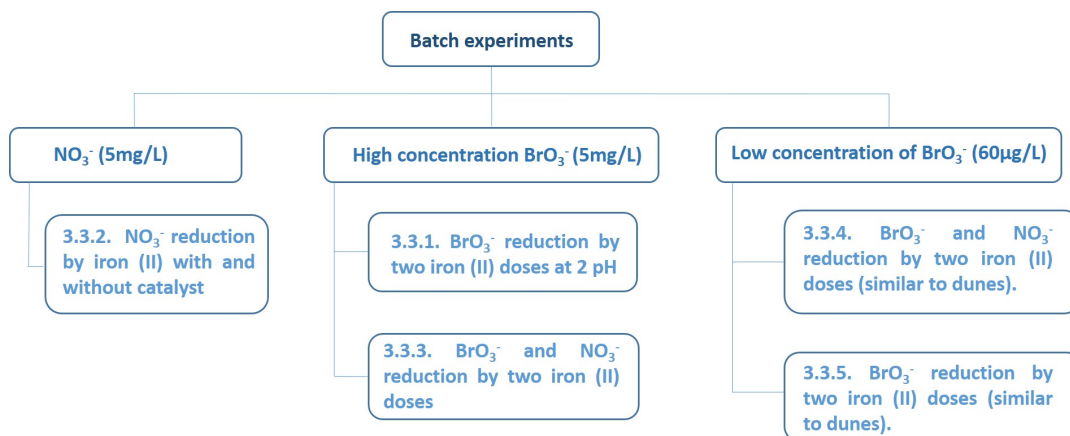 Batch experiments
NO₃⁻ (5mg/L)
High concentration BrO₃⁻ (5mg/L)
Low concentration of BrO₃⁻ (60µg/L)
3.3.2. NO₃⁻ reduction
by iron (II) with and
without catalyst
3.3.1. BrO₃⁻ reduction by
two iron (II) doses at 2 pH
3.3.3. BrO₃⁻ and NO₃⁻
reduction by two iron (II)
doses
3.3.4. BrO₃⁻ and NO₃⁻
reduction by two iron (II)
doses (similar to dunes).
3.3.5. BrO₃⁻ reduction by
two iron (II) doses (similar
to dunes).